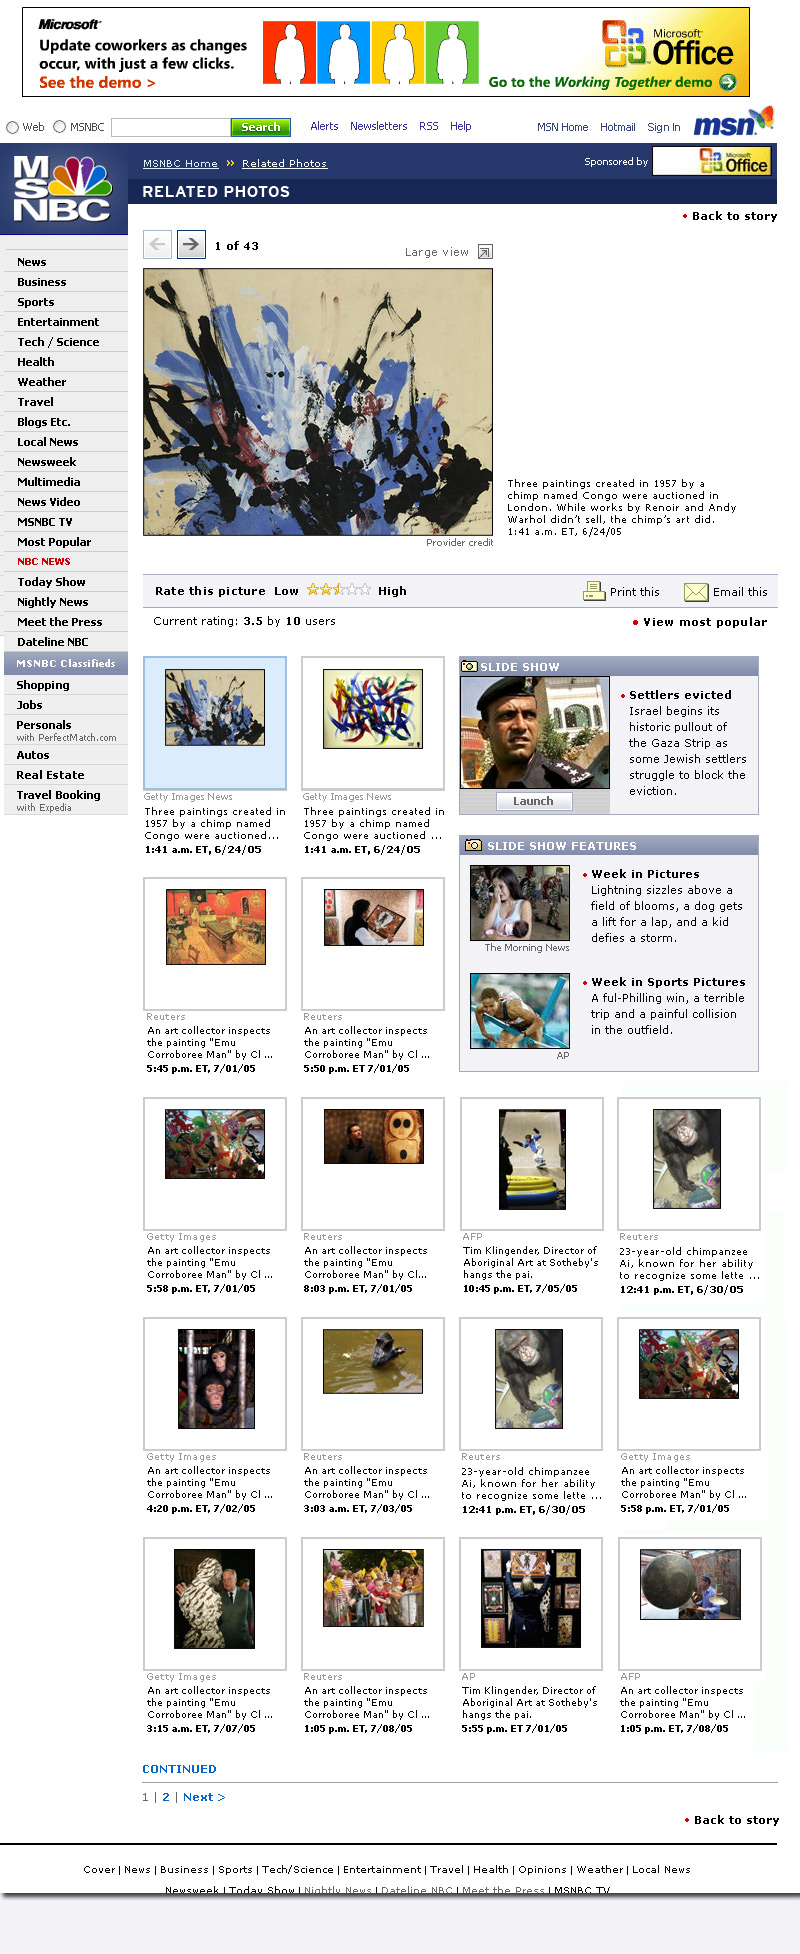 Microsoft®
Update coworkers as changes
occur, with just a few clicks.
See the demo >
Microsoft®
Office
Go to the Working Together demo
Web
MSNBC
Search
Alerts
Newsletters
RSS
Help
MSN Home
Hotmail
Sign In
msn
MSNBC
MSNBC Home
Related Photos
Sponsored by
Microsoft
Office
RELATED PHOTOS
• Back to story
1 of 43
Large view
News
Business
Sports
Entertainment
Tech / Science
Health
Weather
Travel
Blogs Etc.
Local News
Newsweek
Multimedia
News Video
MSNBC TV
Most Popular
NBC NEWS
Today Show
Nightly News
Meet the Press
Dateline NBC
MSNBC Classifieds
Shopping
Jobs
Personals
with PerfectMatch.com
Autos
Real Estate
Travel Booking
with Expedia
Three paintings created in 1957 by a
chimp named Congo were auctioned in
London. While works by Renoir and Andy
Warhol didn't sell, the chimp's art did.
1:41 a.m. ET, 6/24/05
Provider credit
Rate this picture Low
High
Print this
Email this
Current rating: 3.5 by 10 users
• View most popular
Getty Images News
Three paintings created in
1957 by a chimp named
Congo were auctioned...
1:41 a.m. ET, 6/24/05
Getty Images News
Three paintings created in
1957 by a chimp named
Congo were auctioned ...
1:41 a.m. ET, 6/24/05
SLIDE SHOW
• Settlers evicted
Israel begins its
historic pullout of
the Gaza Strip as
some Jewish settlers
struggle to block the
eviction.
Launch
SLIDE SHOW FEATURES
• Week in Pictures
Lightning sizzles above a
field of blooms, a dog gets
a lift for a lap, and a kid
defies a storm.
The Morning News
• Week in Sports Pictures
A ful-Philling win, a terrible
trip and a painful collision
in the outfield.
AP
Reuters
An art collector inspects
the painting "Emu
Corroboree Man" by Cl ...
5:45 p.m. ET, 7/01/05
Reuters
An art collector inspects
the painting "Emu
Corroboree Man" by Cl ...
5:50 p.m. ET 7/01/05
Getty Images
An art collector inspects
the painting "Emu
Corroboree Man" by Cl ...
5:58 p.m. ET, 7/01/05
Reuters
An art collector inspects
the painting "Emu
Corroboree Man" by Cl...
8:03 p.m. ET, 7/01/05
AFP
Tim Klingender, Director of
Aboriginal Art at Sotheby's
hangs the pai.
10:45 p.m. ET, 7/05/05
Reuters
23-year-old chimpanzee
Ai, known for her ability
to recognize some lette ...
12:41 p.m. ET, 6/30/05
Getty Images
An art collector inspects
the painting "Emu
Corroboree Man" by Cl ...
4:20 p.m. ET, 7/02/05
Reuters
An art collector inspects
the painting "Emu
Corroboree Man" by Cl ...
3:03 a.m. ET, 7/03/05
Reuters
23-year-old chimpanzee
Ai, known for her ability
to recognize some lette ...
12:41 p.m. ET, 6/30/05
Getty Images
An art collector inspects
the painting "Emu
Corroboree Man" by Cl ...
5:58 p.m. ET, 7/01/05
Getty Images
An art collector inspects
the painting "Emu
Corroboree Man" by Cl ...
3:15 a.m. ET, 7/07/05
Reuters
An art collector inspects
the painting "Emu
Corroboree Man" by Cl ...
1:05 p.m. ET, 7/08/05
AP
Tim Klingender, Director of
Aboriginal Art at Sotheby's
hangs the pai.
5:55 p.m. ET 7/01/05
AFP
An art collector inspects
the painting "Emu
Corroboree Man" by Cl ...
1:05 p.m. ET, 7/08/05
CONTINUED
1 | 2 | Next >
• Back to story
Cover | News | Business | Sports | Tech/Science | Entertainment | Travel | Health | Opinions | Weather | Local News
Newsweek | Today Show | Nightly News | Dateline NBC | Meet the Press | MSNBC TV